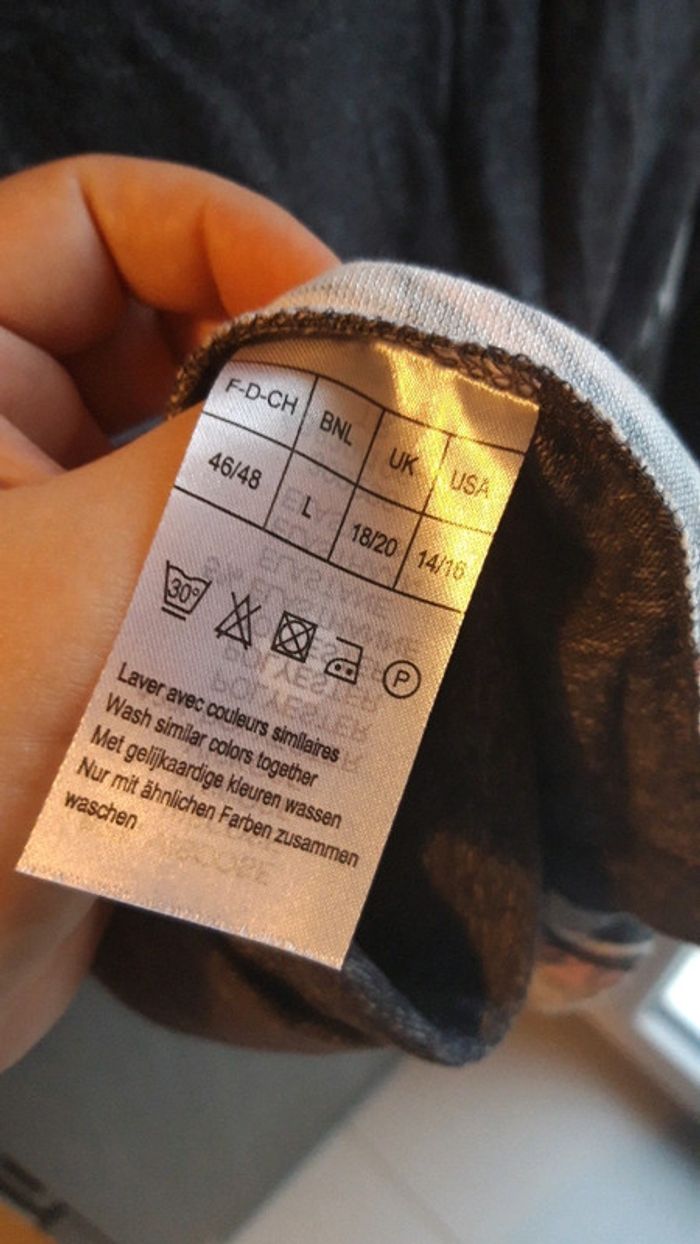 F-D-CH BNL UK USA
46/48 L 18/20 14/16
30° P
Laver avec couleurs similaires
Wash similar colors together
Met gelijkaardige kleuren wassen
Nur mit ähnlichen Farben zusammen
waschen